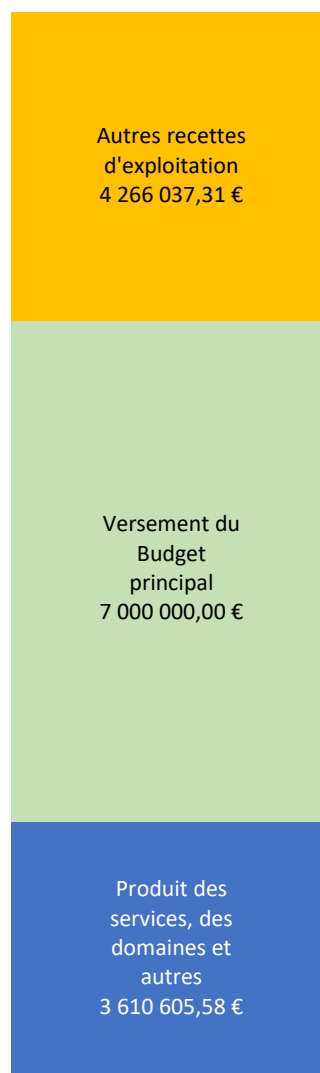 Autres recettes
d'exploitation
4 266 037,31 €
Versement du
Budget
principal
7 000 000,00 €
Produit des
services, des
domaines et
autres
3 610 605,58 €